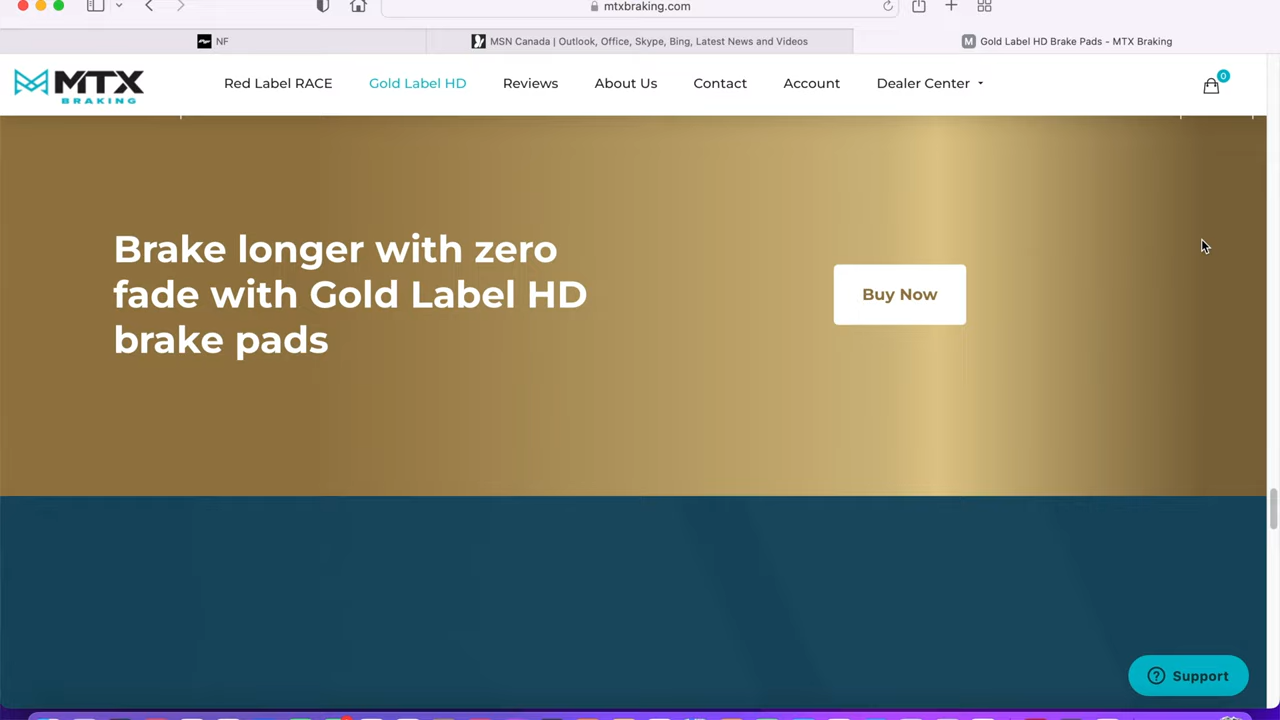 mtxbraking.com
NF
MSN Canada | Outlook, Office, Skype, Bing, Latest News and Videos
M Gold Label HD Brake Pads - MTX Braking
MTX
BRAKING
Red Label RACE
Gold Label HD
Reviews
About Us
Contact
Account
Dealer Center
0
Brake longer with zero
fade with Gold Label HD
brake pads
Buy Now
? Support